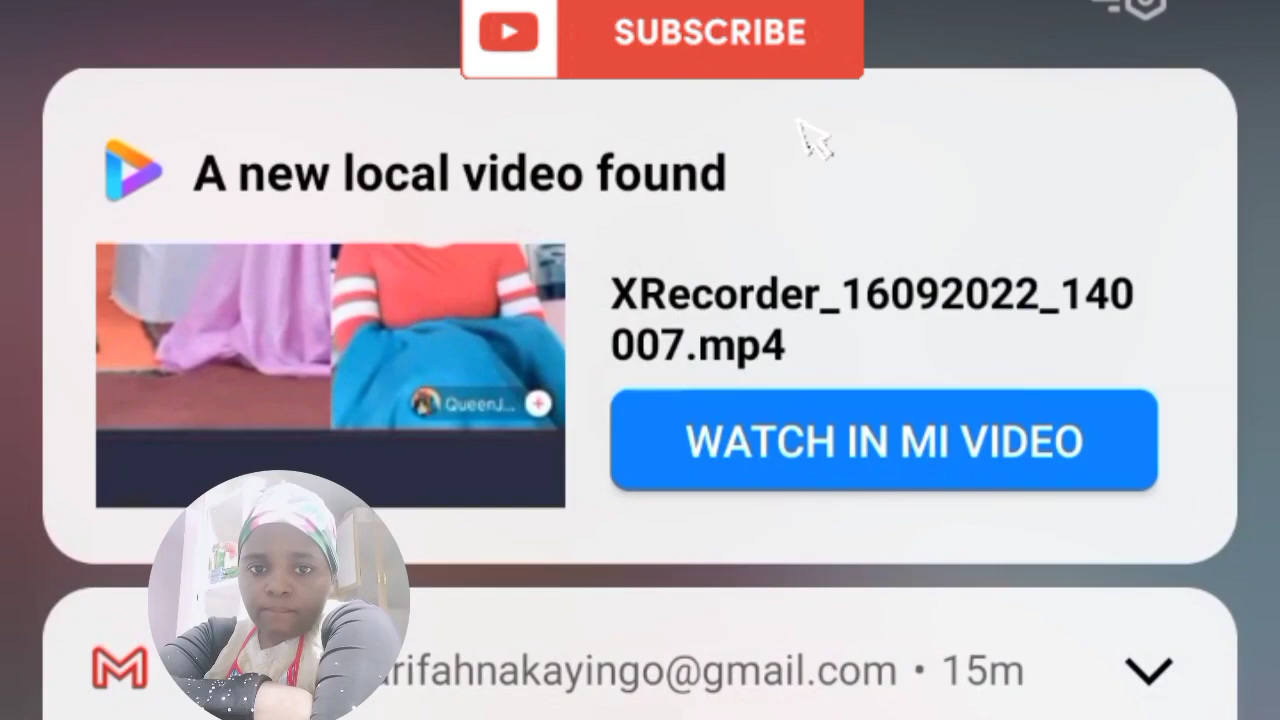 SUBSCRIBE
A new local video found
XRecorder_16092022_140
007.mp4
QueenJ...
WATCH IN MI VIDEO
rifahnakayingo@gmail.com • 15m